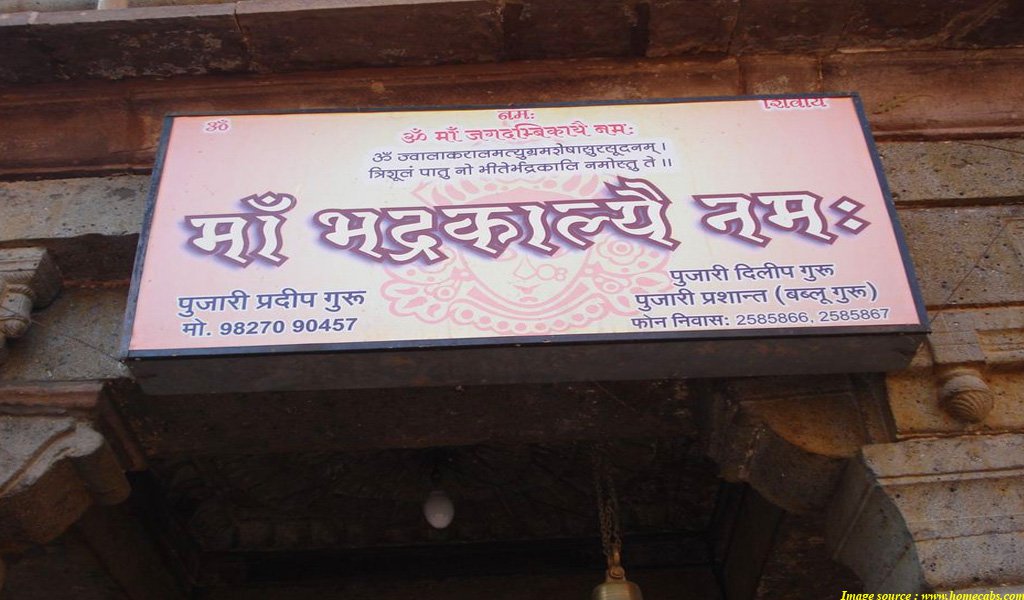 ॐ नमः शिवाय
ॐ माँ जगदम्बिकायै नमः
ॐ ज्वालाकरालमत्युग्रमशेषासुरसूदनम् ।
त्रिशूलं पातु नो भीतेर्भद्रकालि नमोस्तु ते ।।
माँ भद्रकाल्यै नमः
पुजारी प्रदीप गुरू
मो. 98270 90457
पुजारी दिलीप गुरू
पुजारी प्रशान्त (बब्लू गुरू)
फोन निवासः 2585866, 2585867
Image source : www.homecabs.com